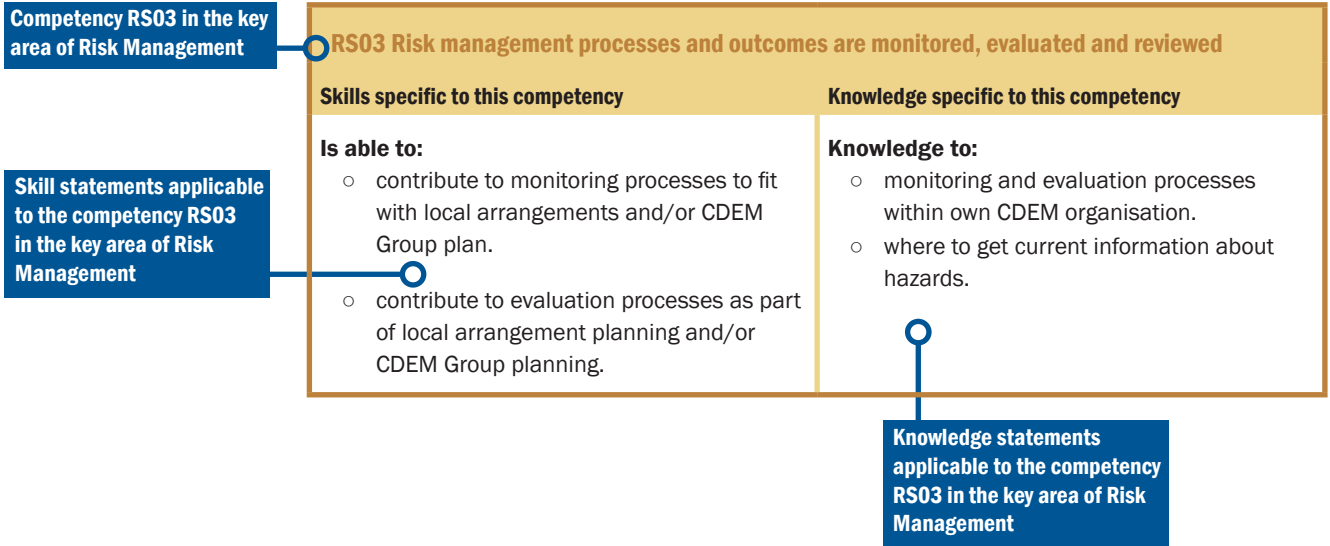 Competency RS03 in the key
area of Risk Management
RS03 Risk management processes and outcomes are monitored, evaluated and reviewed
Skills specific to this competency
Knowledge specific to this competency
Skill statements applicable
to the competency RS03
in the key area of Risk
Management
Is able to:
○ contribute to monitoring processes to fit
with local arrangements and/or CDEM
Group plan.
○ contribute to evaluation processes as part
of local arrangement planning and/or
CDEM Group planning.
Knowledge to:
○ monitoring and evaluation processes
within own CDEM organisation.
○ where to get current information about
hazards.
Knowledge statements
applicable to the competency
RS03 in the key area of Risk
Management